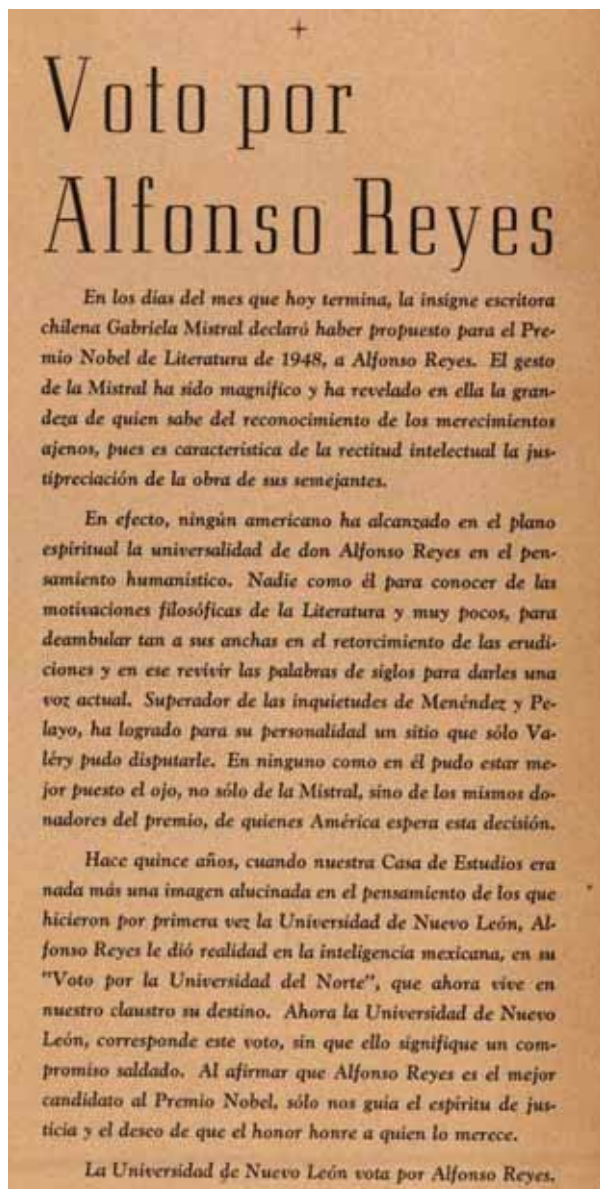 Voto por
Alfonso Reyes
En los días del mes que hoy termina, la insigne escritora
chilena Gabriela Mistral declaró haber propuesto para el Pre-
mio Nobel de Literatura de 1948, a Alfonso Reyes. El gesto
de la Mistral ha sido magnífico y ha revelado en ella la gran-
deza de quien sabe del reconocimiento de los merecimientos
ajenos, pues es característica de la rectitud intelectual la jus-
tipreciación de la obra de sus semejantes.
En efecto, ningún americano ha alcanzado en el plano
espiritual la universalidad de don Alfonso Reyes en el pen-
samiento humanístico. Nadie como él para conocer de las
motivaciones filosóficas de la Literatura y muy pocos, para
deambular tan a sus anchas en el retorcimiento de las erudi-
ciones y en ese revivir las palabras de siglos para darles una
voz actual. Superador de las inquietudes de Menéndez y Pe-
layo, ha logrado para su personalidad un sitio que sólo Va-
léry pudo disputarle. En ninguno como en él pudo estar me-
jor puesto el ojo, no sólo de la Mistral, sino de los mismos do-
nadores del premio, de quienes América espera esta decisión.
Hace quince años, cuando nuestra Casa de Estudios era
nada más una imagen alucinada en el pensamiento de los que
hicieron por primera vez la Universidad de Nuevo León, Al-
fonso Reyes le dió realidad en la inteligencia mexicana, en su
"Voto por la Universidad del Norte", que ahora vive en
nuestro claustro su destino. Ahora la Universidad de Nuevo
León, corresponde este voto, sin que ello signifique un com-
promiso saldado. Al afirmar que Alfonso Reyes es el mejor
candidato al Premio Nobel, sólo nos guía el espíritu de jus-
ticia y el deseo de que el honor honre a quien lo merece.
La Universidad de Nuevo León vota por Alfonso Reyes.